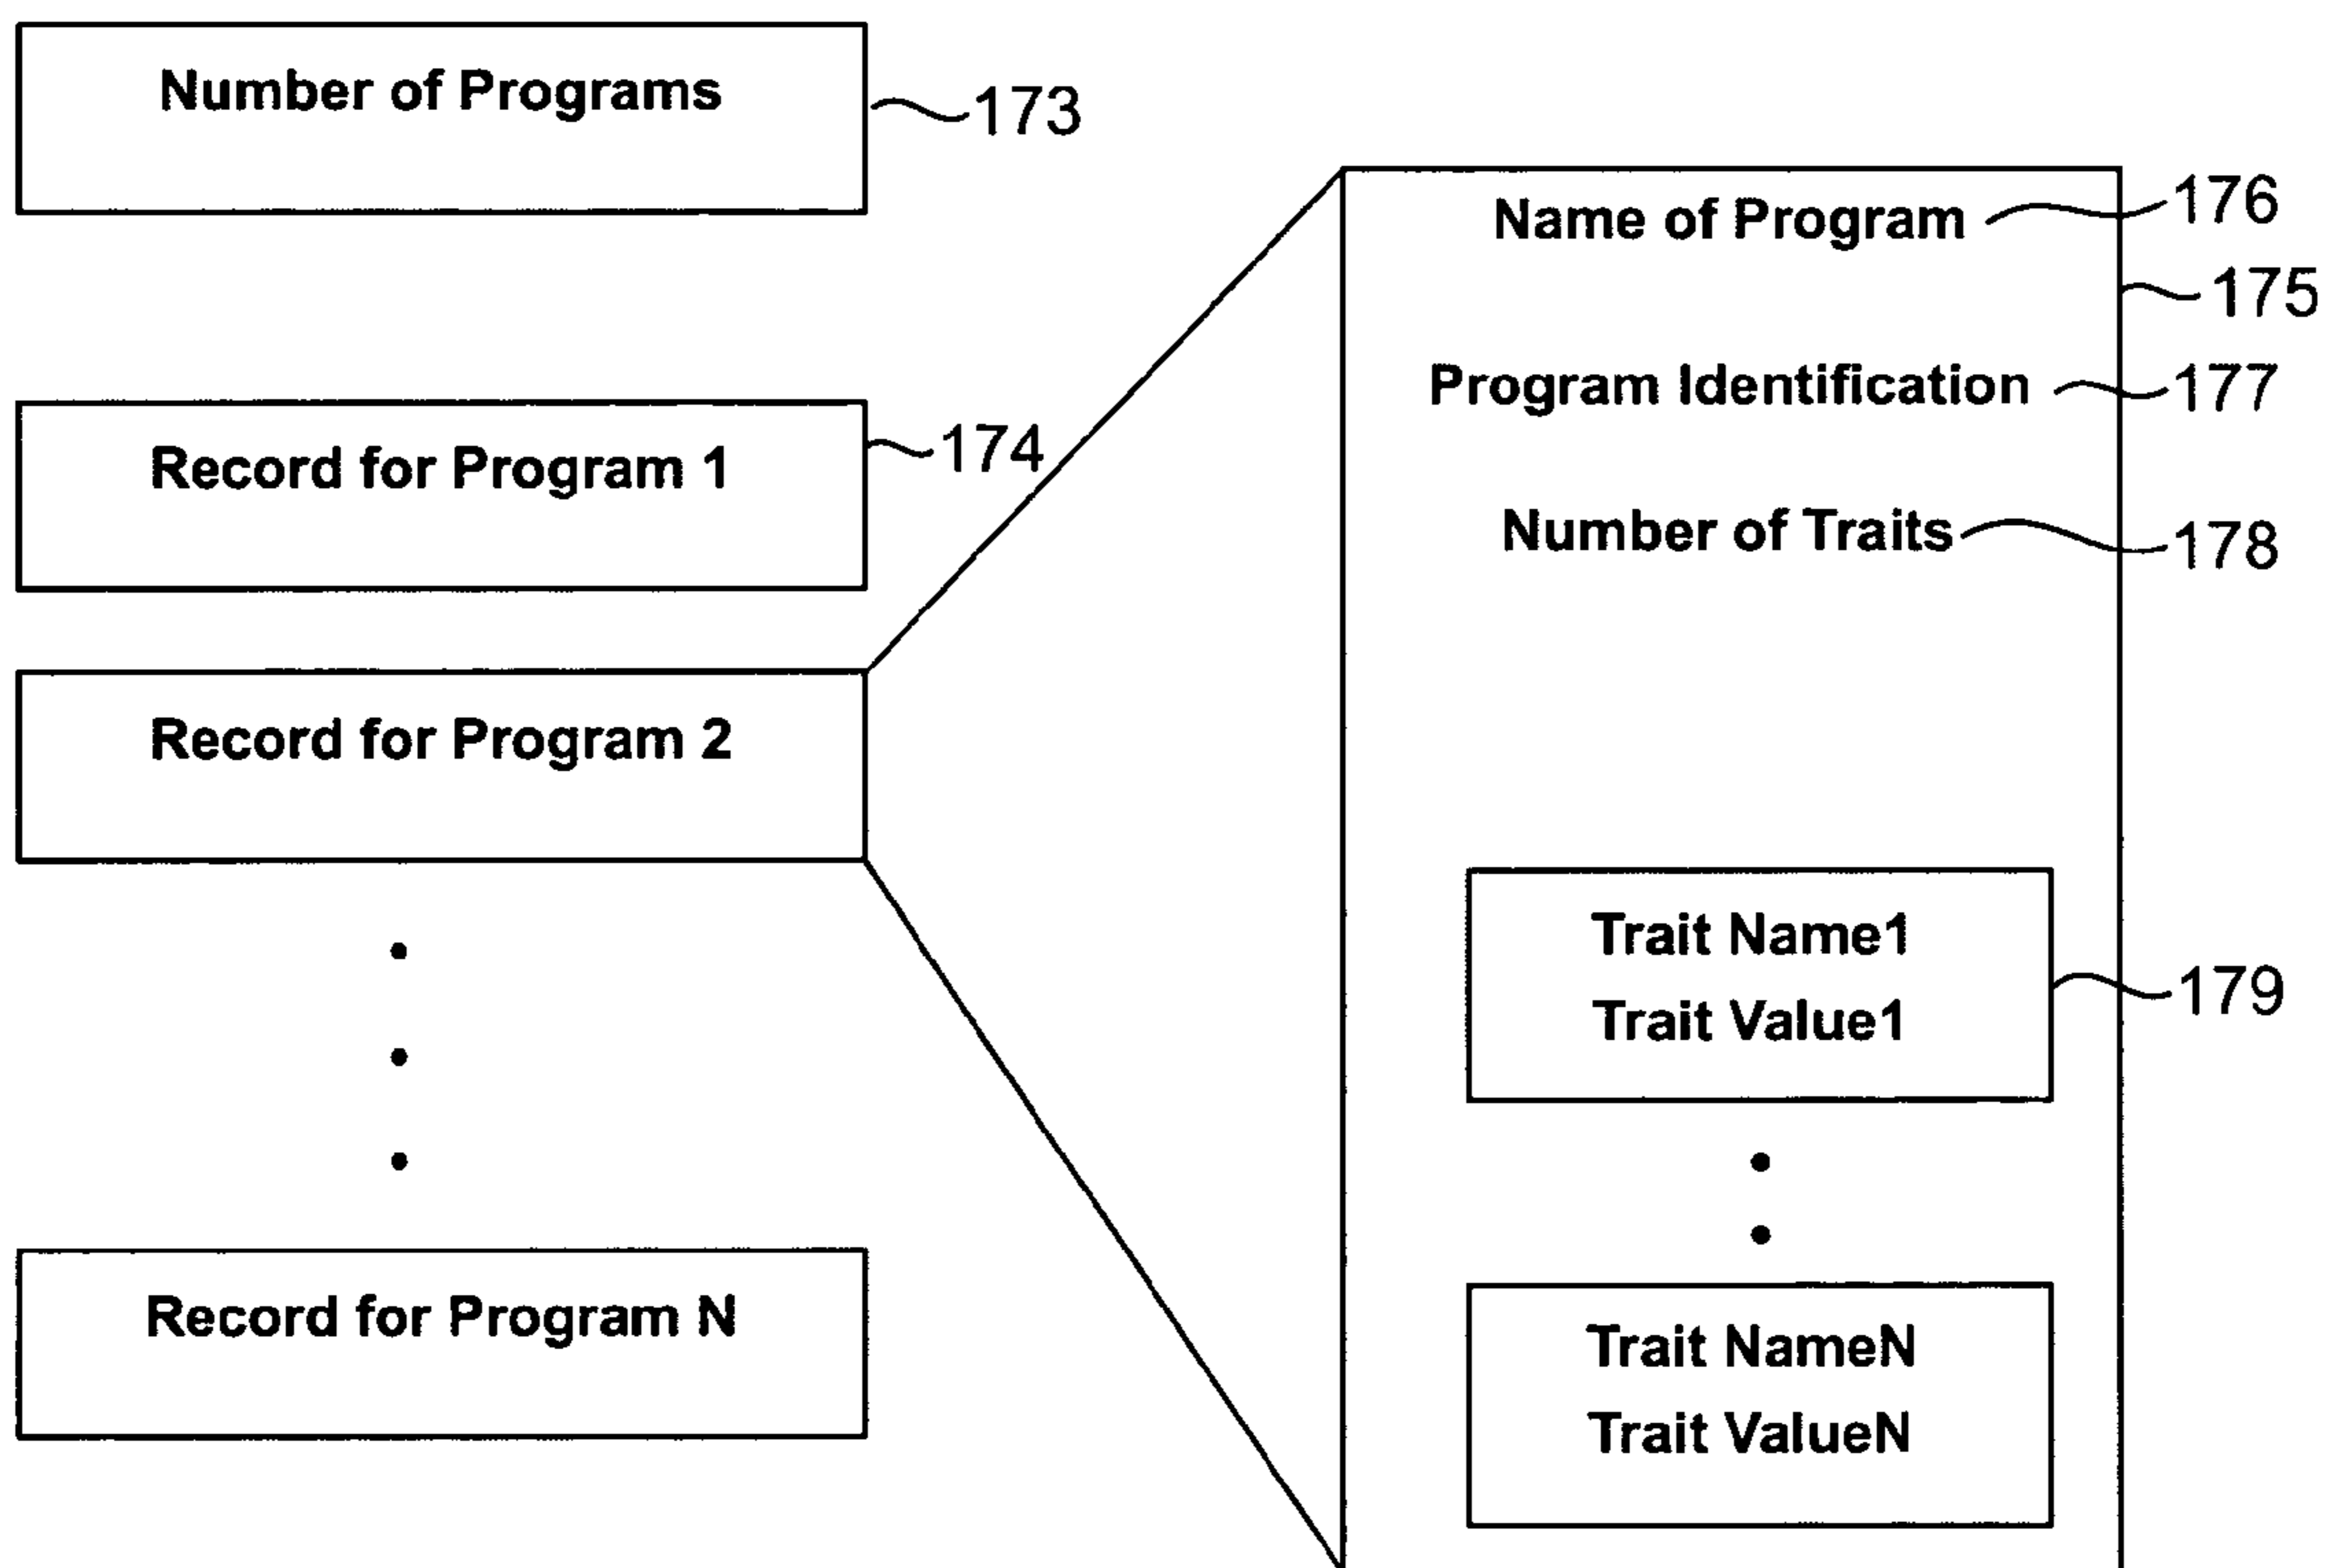 Number of Programs
173
Record for Program 1
174
Record for Program 2
Record for Program N
Name of Program
176
175
Program Identification
177
Number of Traits
178
Trait Name1
Trait Value1
179
Trait NameN
Trait ValueN